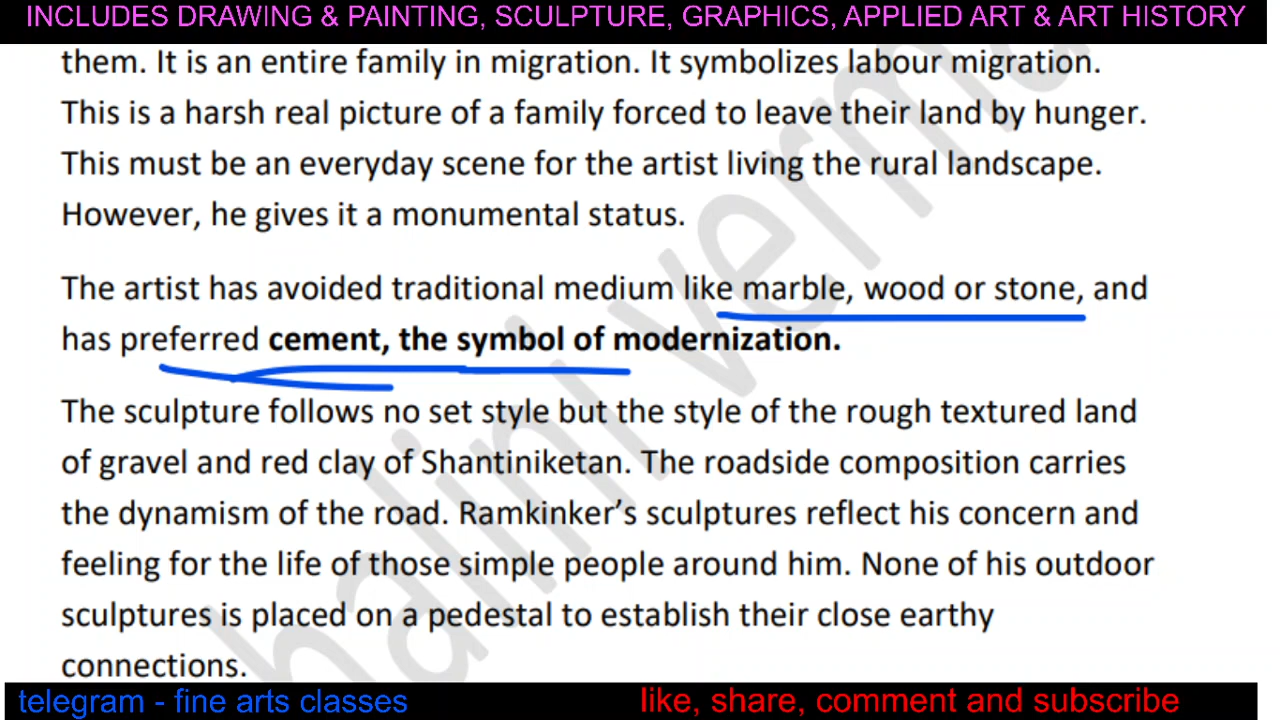 INCLUDES DRAWING & PAINTING, SCULPTURE, GRAPHICS, APPLIED ART & ART HISTORY
them. It is an entire family in migration. It symbolizes labour migration.
This is a harsh real picture of a family forced to leave their land by hunger.
This must be an everyday scene for the artist living the rural landscape.
However, he gives it a monumental status.
The artist has avoided traditional medium like marble, wood or stone, and
has preferred cement, the symbol of modernization.
The sculpture follows no set style but the style of the rough textured land
of gravel and red clay of Shantiniketan. The roadside composition carries
the dynamism of the road. Ramkinker’s sculptures reflect his concern and
feeling for the life of those simple people around him. None of his outdoor
sculptures is placed on a pedestal to establish their close earthy
connections.
telegram - fine arts classes
like, share, comment and subscribe